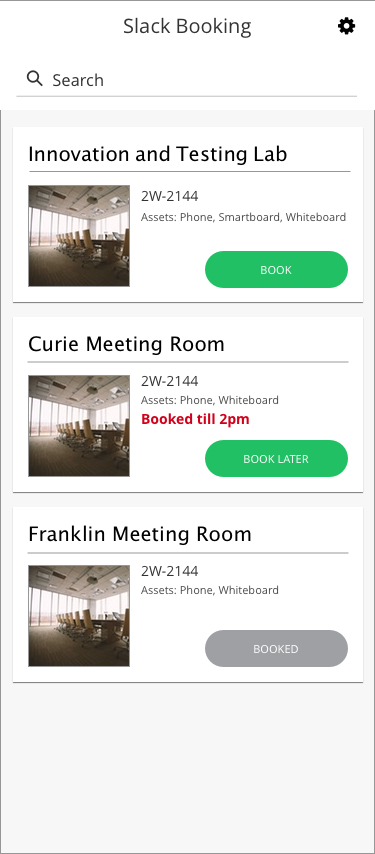 Slack Booking
Search
Innovation and Testing Lab
2W-2144
Assets: Phone, Smartboard, Whiteboard
BOOK
Curie Meeting Room
2W-2144
Assets: Phone, Whiteboard
Booked till 2pm
BOOK LATER
Franklin Meeting Room
2W-2144
Assets: Phone, Whiteboard
BOOKED